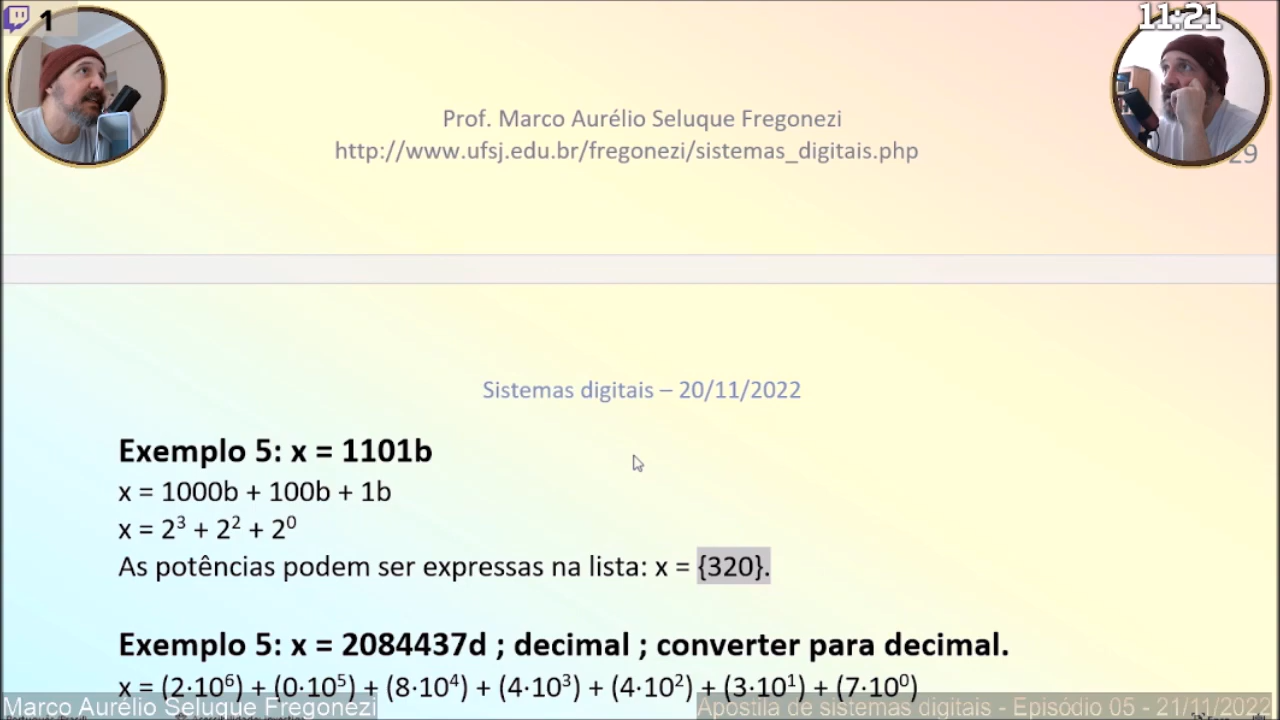 1
11:21
Prof. Marco Aurélio Seluque Fregonezi
http://www.ufsj.edu.br/fregonezi/sistemas_digitais.php
29
Sistemas digitais – 20/11/2022
Exemplo 5: x = 1101b
x = 1000b + 100b + 1b
x = 2³ + 2² + 2⁰
As potências podem ser expressas na lista: x = {320}.
Exemplo 5: x = 2084437d ; decimal ; converter para decimal.
x = (2·10⁶) + (0·10⁵) + (8·10⁴) + (4·10³) + (4·10²) + (3·10¹) + (7·10⁰)
Marco Aurélio Seluque Fregonezi
Apostila de sistemas digitais - Episódio 05 - 21/11/2022